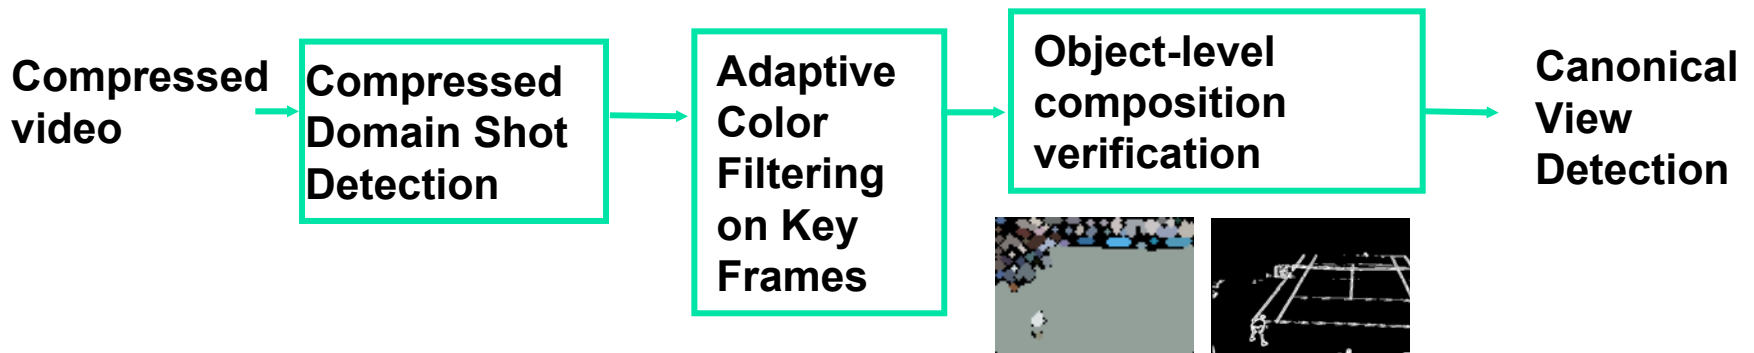 Compressed
video
Compressed
Domain Shot
Detection
Adaptive
Color
Filtering
on Key
Frames
Object-level
composition
verification
Canonical
View
Detection